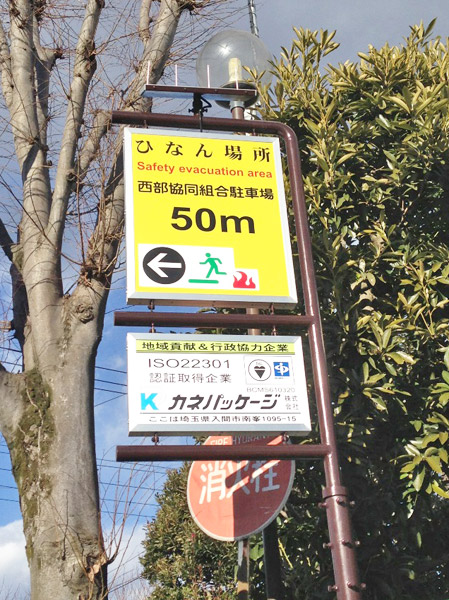 ひなん場所
Safety evacuation area
西部協同組合駐車場
50m
地域貢献＆行政協力企業
ISO22301
認証取得企業
BCMS610320
K カネパッケージ 株式会社
ここは埼玉県入間市南峯1095-15
FIRE HYDRANT
消火栓